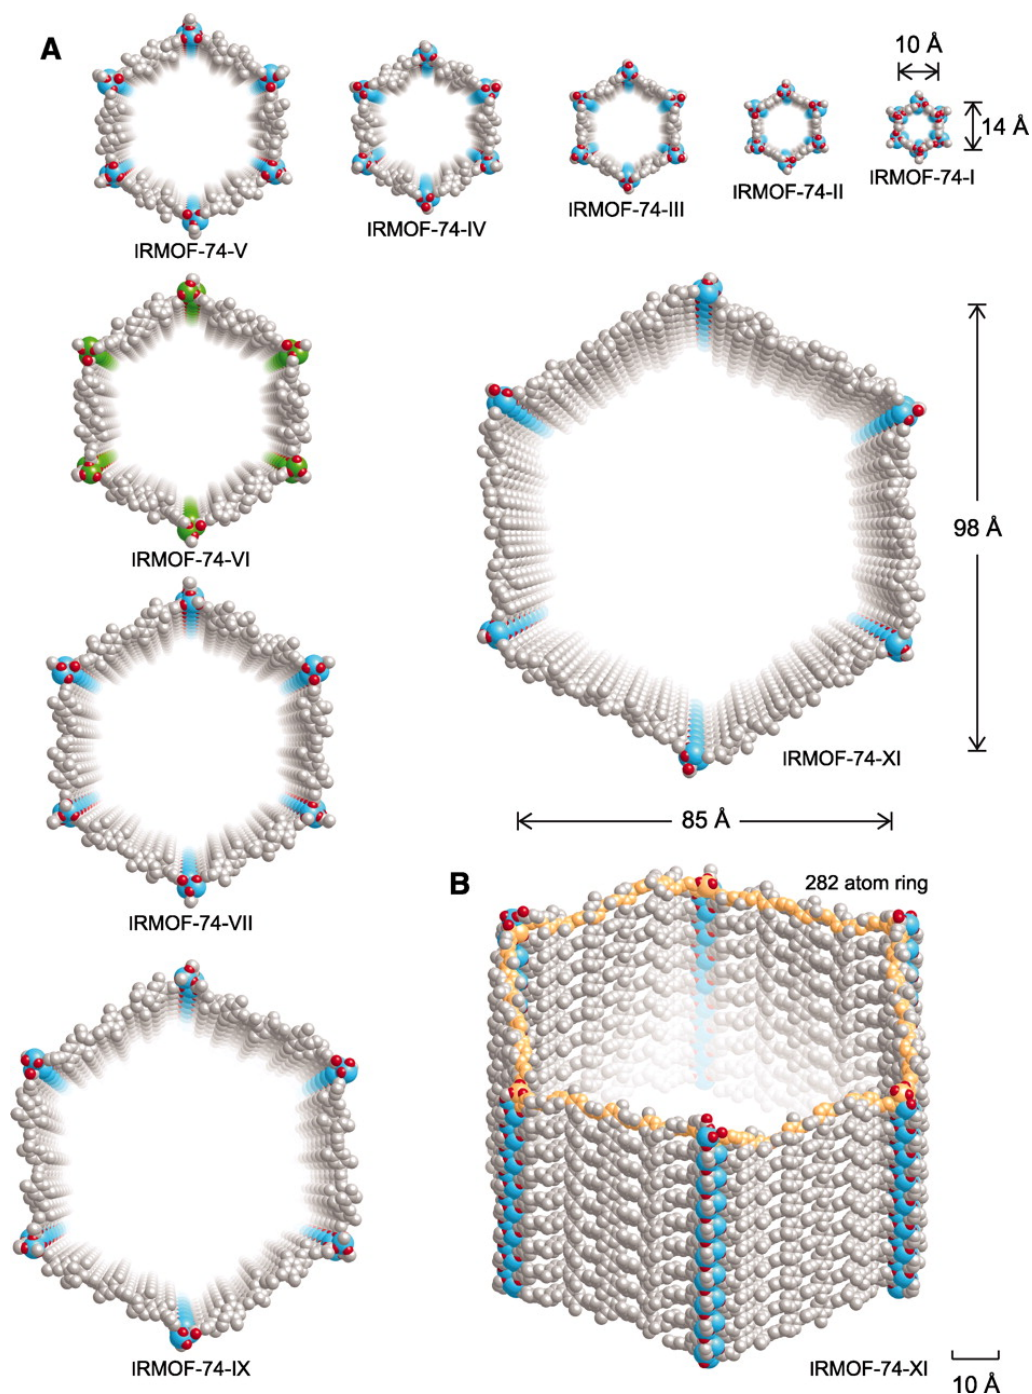 A
10 Å
14 Å
IRMOF-74-V
IRMOF-74-IV
IRMOF-74-III
IRMOF-74-II
IRMOF-74-I
IRMOF-74-VI
98 Å
IRMOF-74-XI
85 Å
IRMOF-74-VII
B
282 atom ring
IRMOF-74-IX
IRMOF-74-XI
10 Å